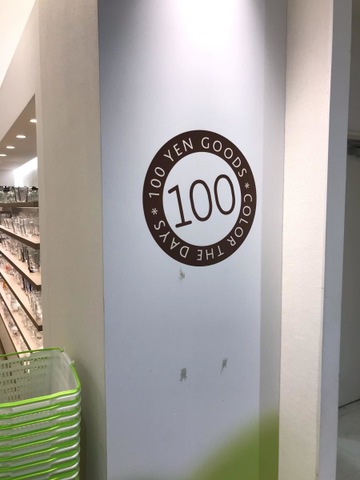 100 YEN GOODS * COLOR THE DAYS *
100